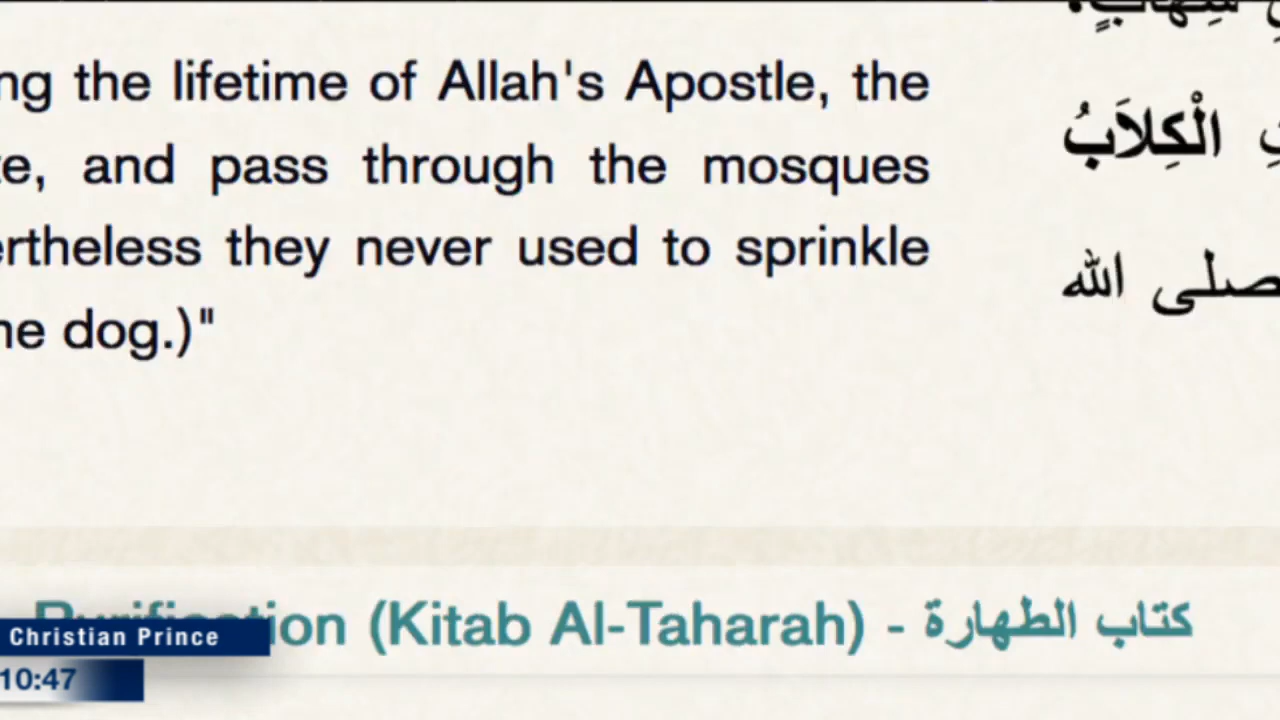 ng the lifetime of Allah's Apostle, the
e, and pass through the mosques
ertheless they never used to sprinkle
ne dog.)"
الْكِلاَبُ
صلى الله
Purification (Kitab Al-Taharah) - كتاب الطهارة
Christian Prince
10:47